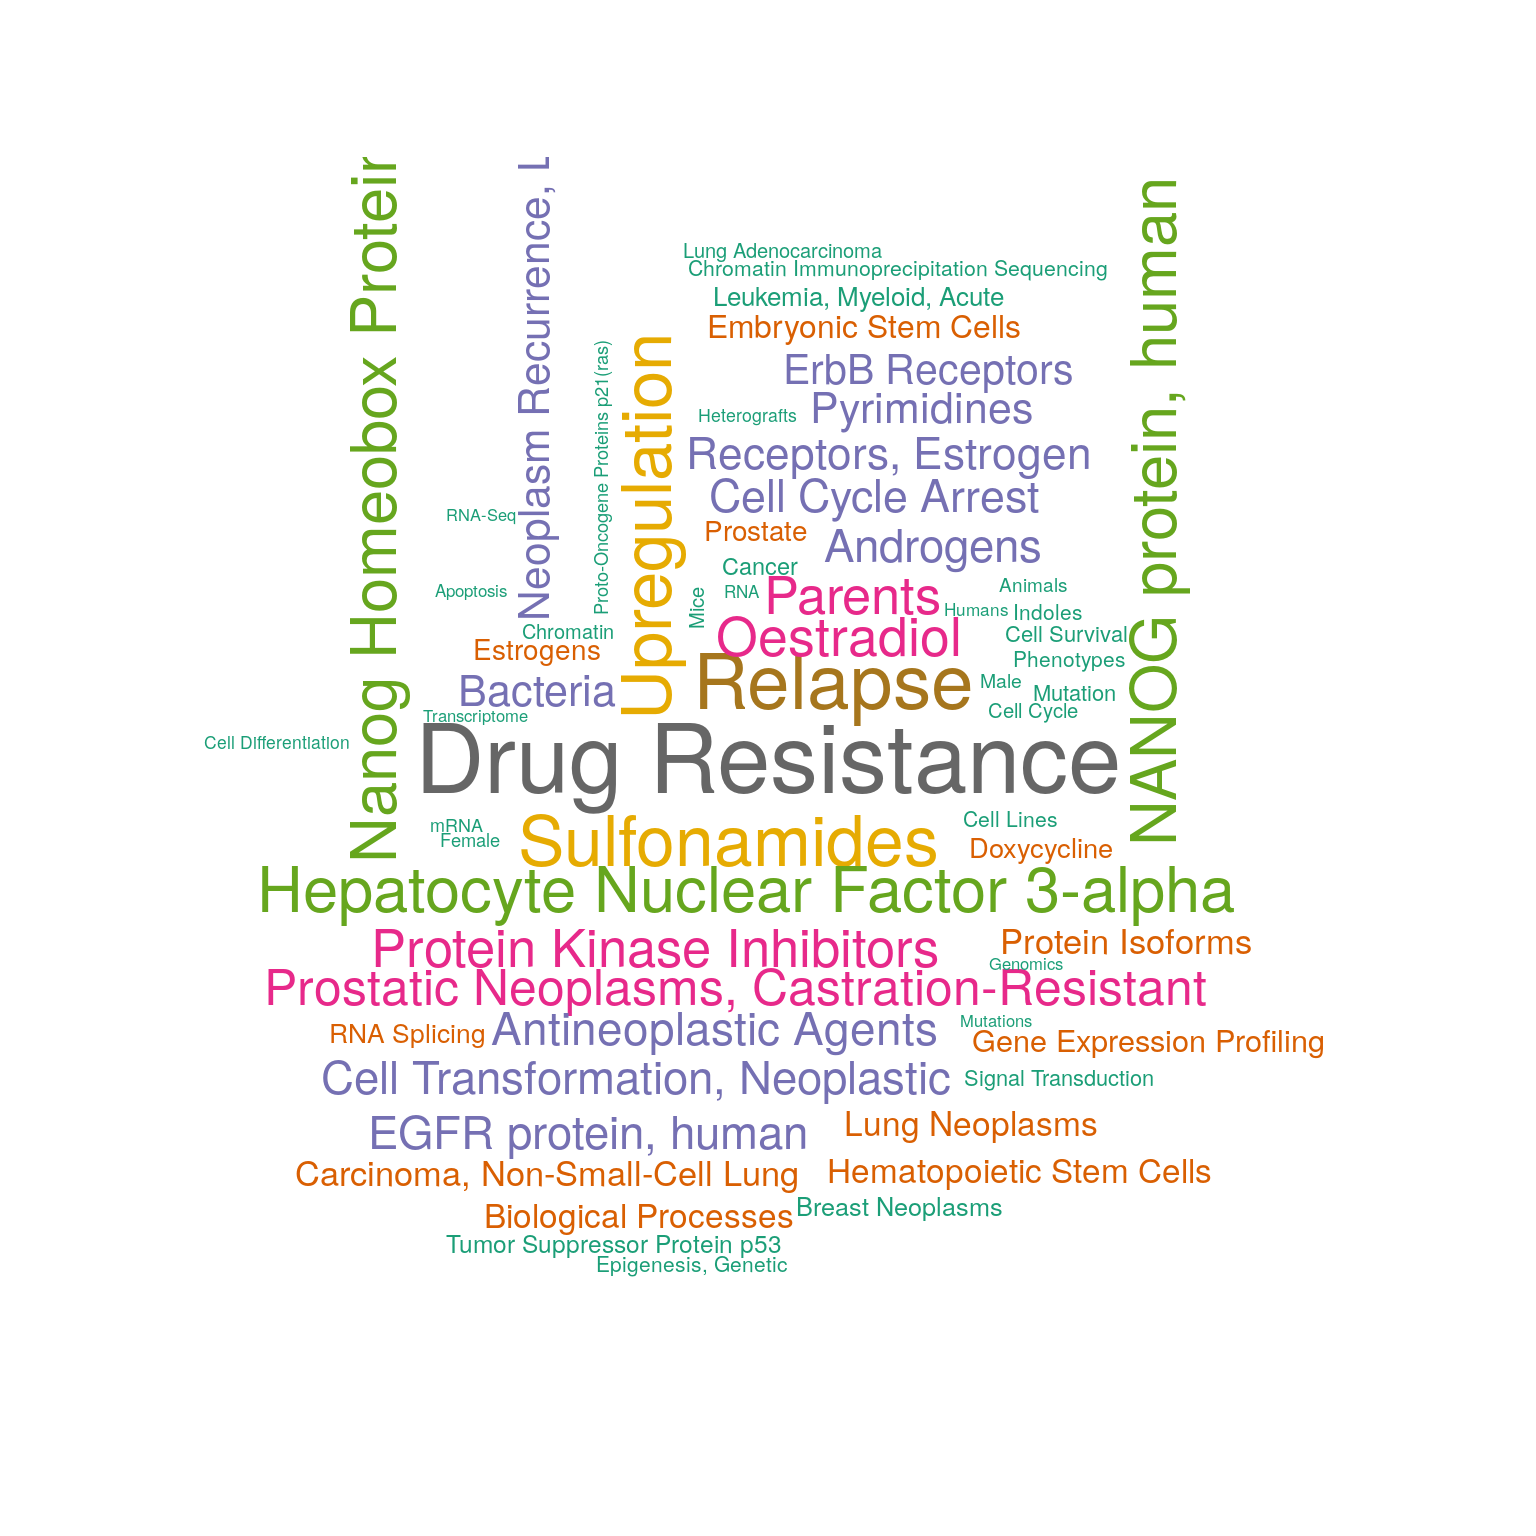 Nanog Homeobox Protein
Neoplasm Recurrence, L
NANOG protein, human
Lung Adenocarcinoma
Chromatin Immunoprecipitation Sequencing
Leukemia, Myeloid, Acute
Embryonic Stem Cells
Proto-Oncogene Proteins p21(ras)
Upregulation
ErbB Receptors
Pyrimidines
Heterografts
Receptors, Estrogen
Cell Cycle Arrest
RNA-Seq
Prostate
Androgens
Cancer
Apoptosis
Mice
RNA
Parents
Animals
Humans
Indoles
Chromatin
Oestradiol
Cell Survival
Estrogens
Phenotypes
Bacteria
Relapse
Male
Mutation
Transcriptome
Cell Cycle
Cell Differentiation
Drug Resistance
mRNA
Female
Sulfonamides
Cell Lines
Doxycycline
Hepatocyte Nuclear Factor 3-alpha
Protein Kinase Inhibitors
Protein Isoforms
Genomics
Prostatic Neoplasms, Castration-Resistant
RNA Splicing
Antineoplastic Agents
Mutations
Gene Expression Profiling
Cell Transformation, Neoplastic
Signal Transduction
EGFR protein, human
Lung Neoplasms
Carcinoma, Non-Small-Cell Lung
Hematopoietic Stem Cells
Biological Processes
Breast Neoplasms
Tumor Suppressor Protein p53
Epigenesis, Genetic